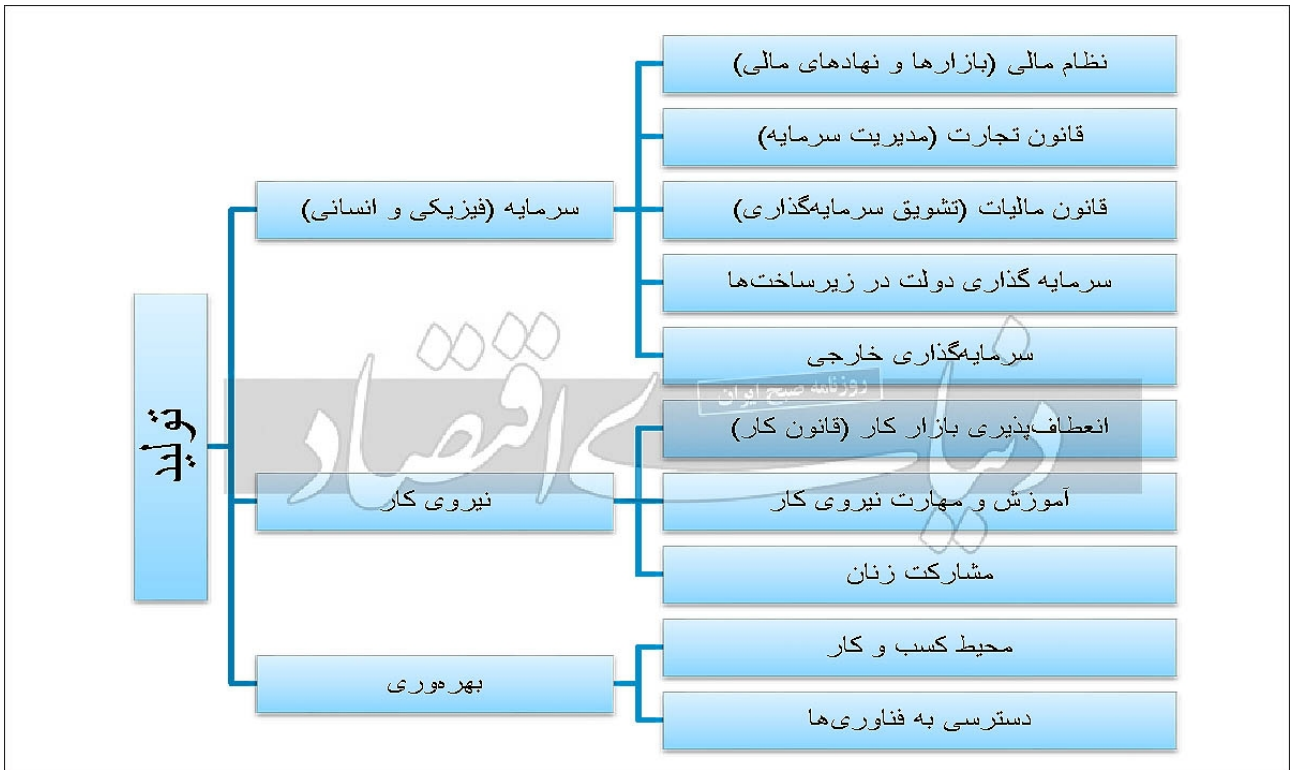 تولید
سرمایه (فیزیکی و انسانی)
نظام مالی (بازارها و نهادهای مالی)
قانون تجارت (مدیریت سرمایه)
قانون مالیات (تشویق سرمایه‌گذاری)
سرمایه گذاری دولت در زیرساخت‌ها
سرمایه‌گذاری خارجی
نیروی کار
انعطاف‌پذیری بازار کار (قانون کار)
آموزش و مهارت نیروی کار
مشارکت زنان
بهره‌وری
محیط کسب و کار
دسترسی به فناوری‌ها
روزنامه صبح ایران
دنیای اقتصاد